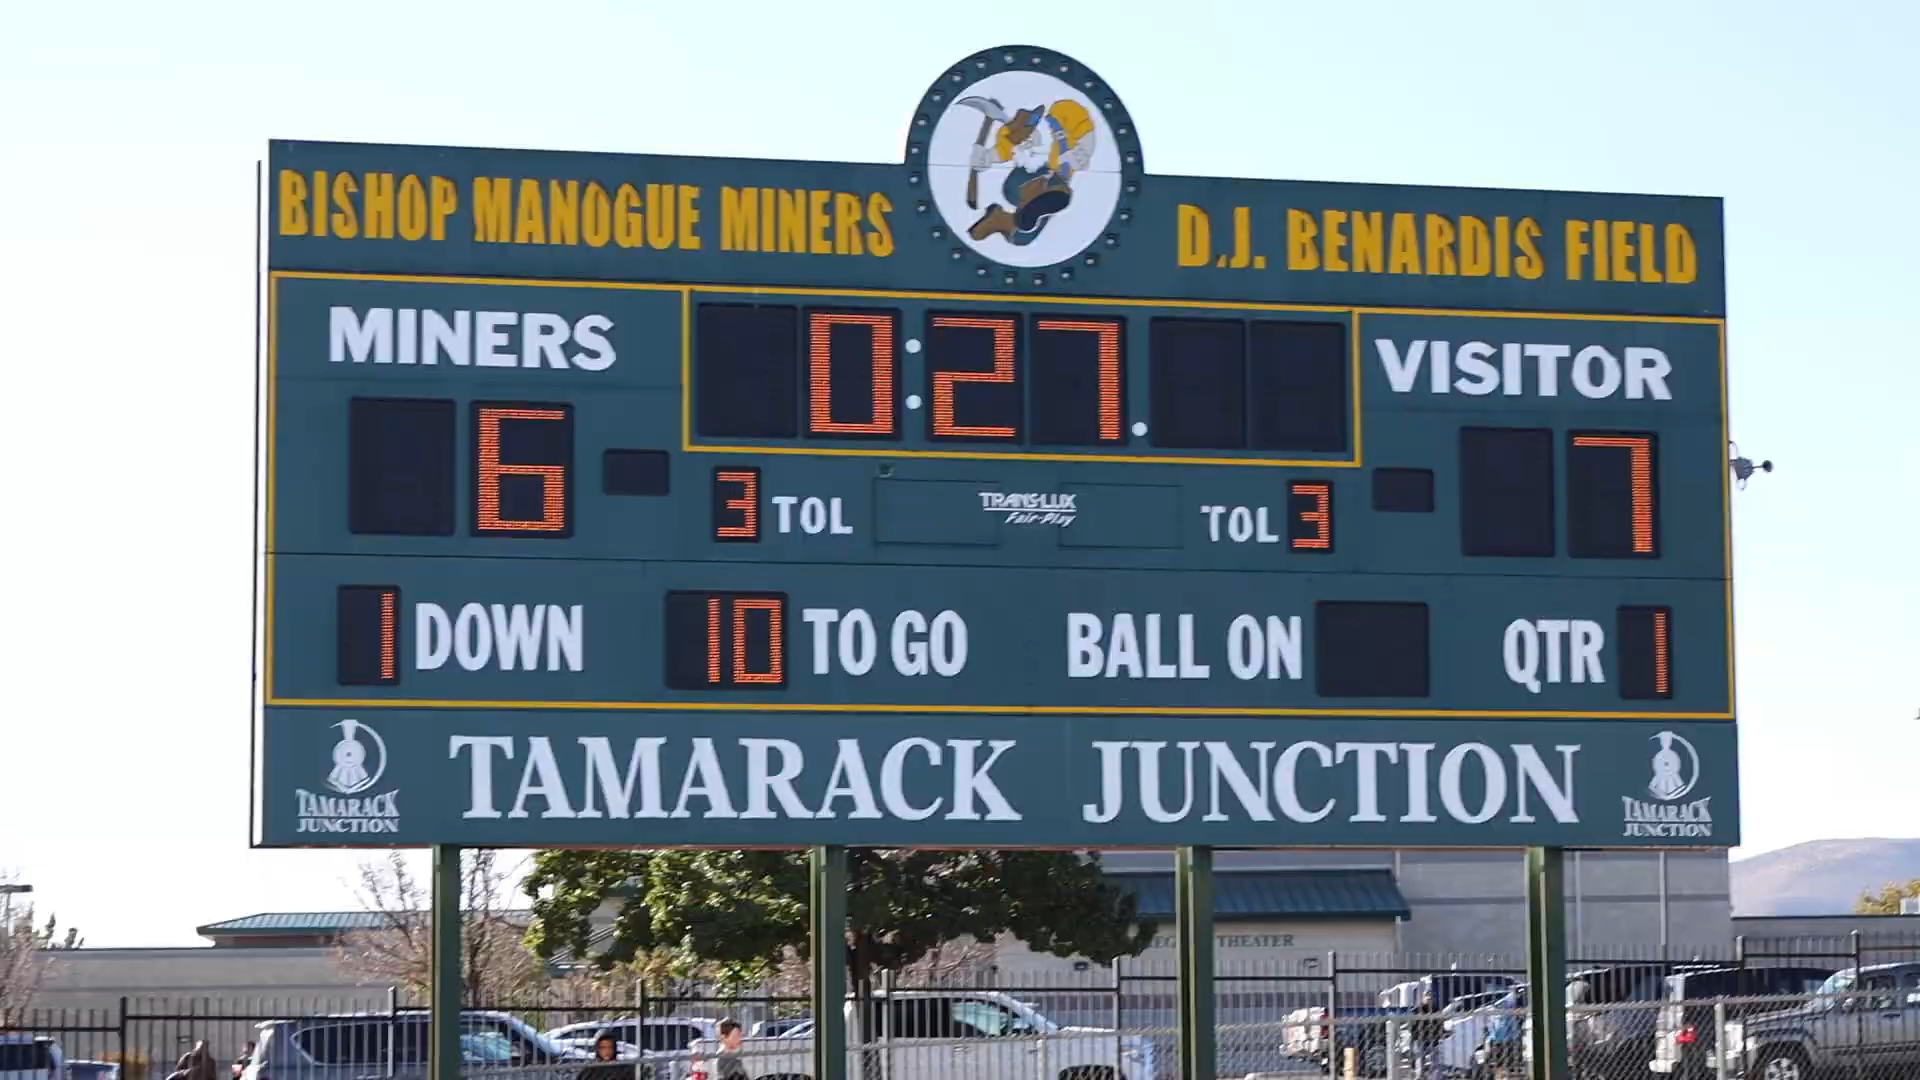 BISHOP MANOGUE MINERS
D.J. BENARDIS FIELD
MINERS
0:27.
VISITOR
6
7
3 TOL
TRANS-LUX
Fair-Play
TOL 3
1 DOWN
10 TO GO
BALL ON
QTR 1
TAMARACK
JUNCTION
TAMARACK JUNCTION
TAMARACK
JUNCTION
THEATER